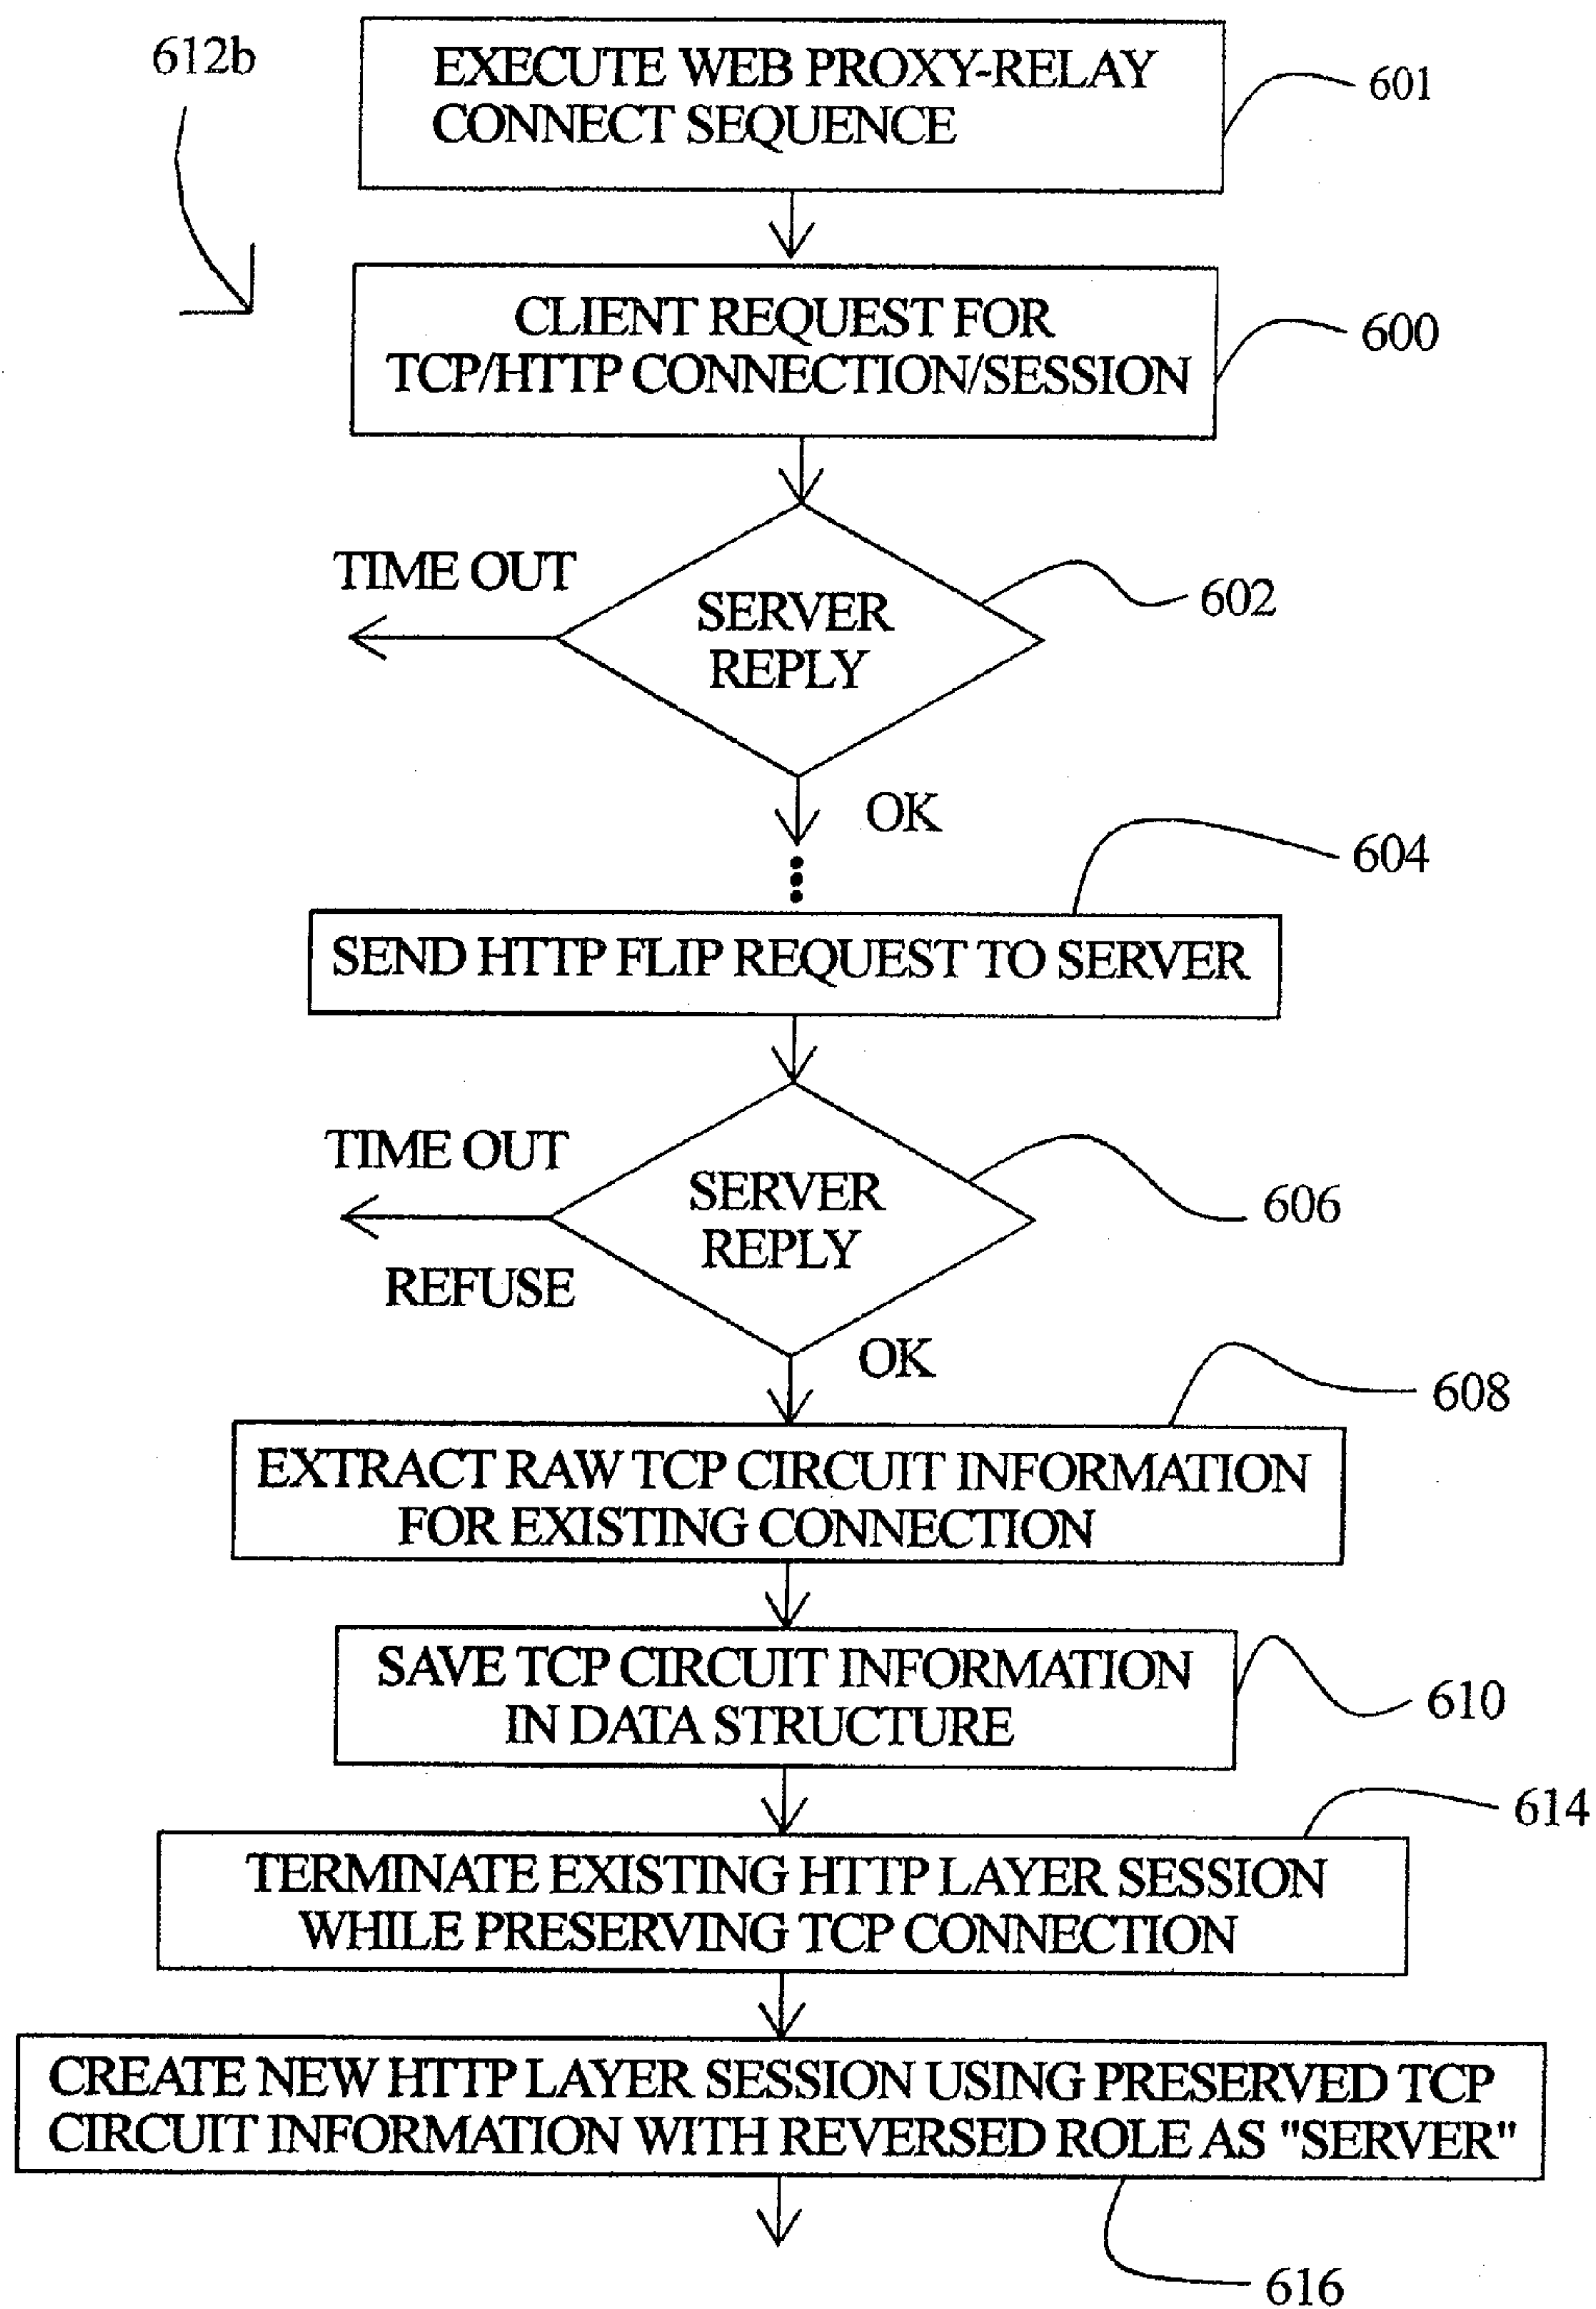 612b
EXECUTE WEB PROXY-RELAY
CONNECT SEQUENCE
601
CLIENT REQUEST FOR
TCP/HTTP CONNECTION/SESSION
600
TIME OUT
SERVER
REPLY
602
OK
604
SEND HTTP FLIP REQUEST TO SERVER
TIME OUT
SERVER
REPLY
606
REFUSE
OK
608
EXTRACT RAW TCP CIRCUIT INFORMATION
FOR EXISTING CONNECTION
SAVE TCP CIRCUIT INFORMATION
IN DATA STRUCTURE
610
614
TERMINATE EXISTING HTTP LAYER SESSION
WHILE PRESERVING TCP CONNECTION
CREATE NEW HTTP LAYER SESSION USING PRESERVED TCP
CIRCUIT INFORMATION WITH REVERSED ROLE AS "SERVER"
616